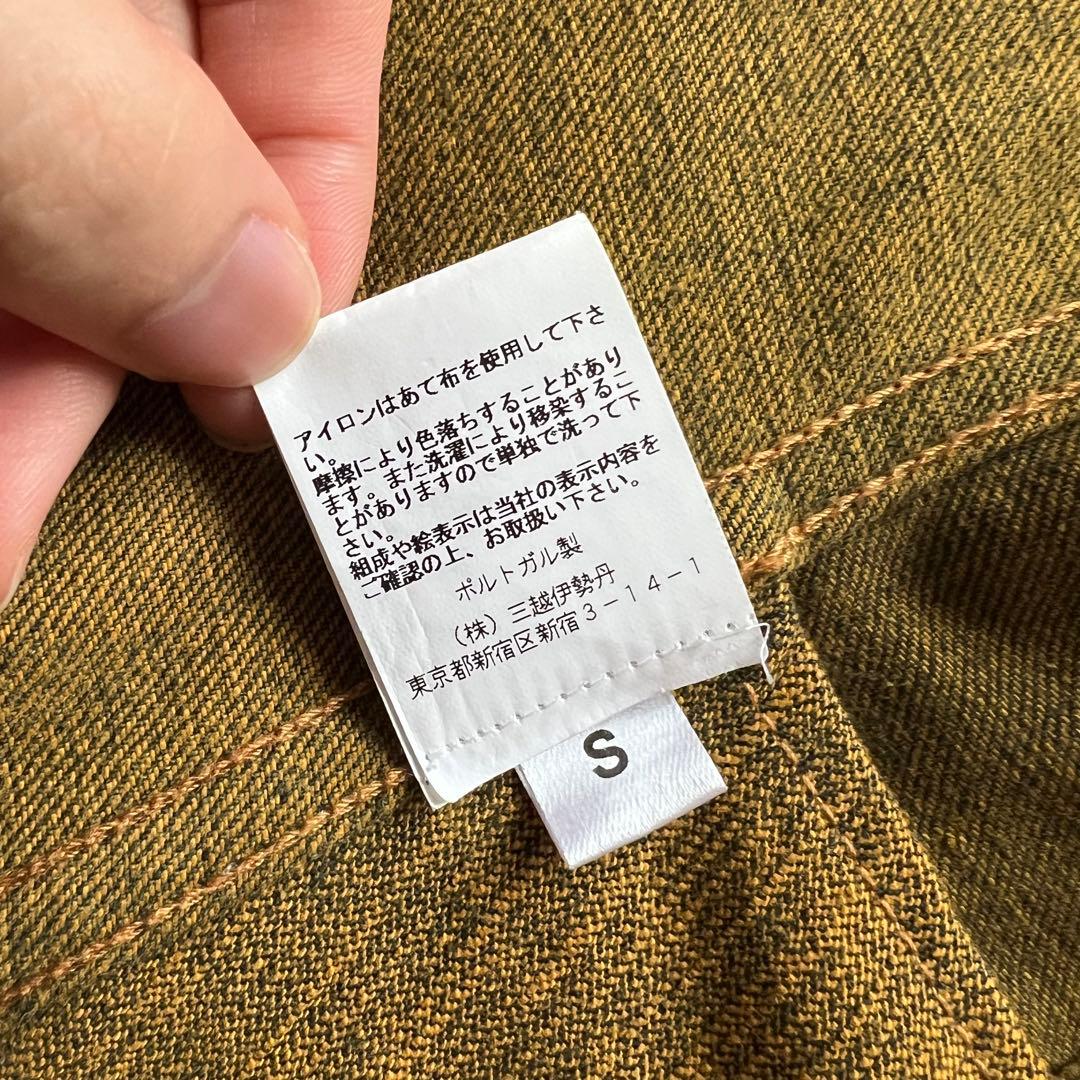 アイロンはあて布を使用して下さ
い。
摩擦により色落ちすることがあり
ます。また洗濯により移染するこ
とがありますので単独で洗って下
さい。
組成や絵表示は当社の表示内容を
ご確認の上、お取扱い下さい。
ポルトガル製
（株）三越伊勢丹
東京都新宿区新宿３－１４－１
S